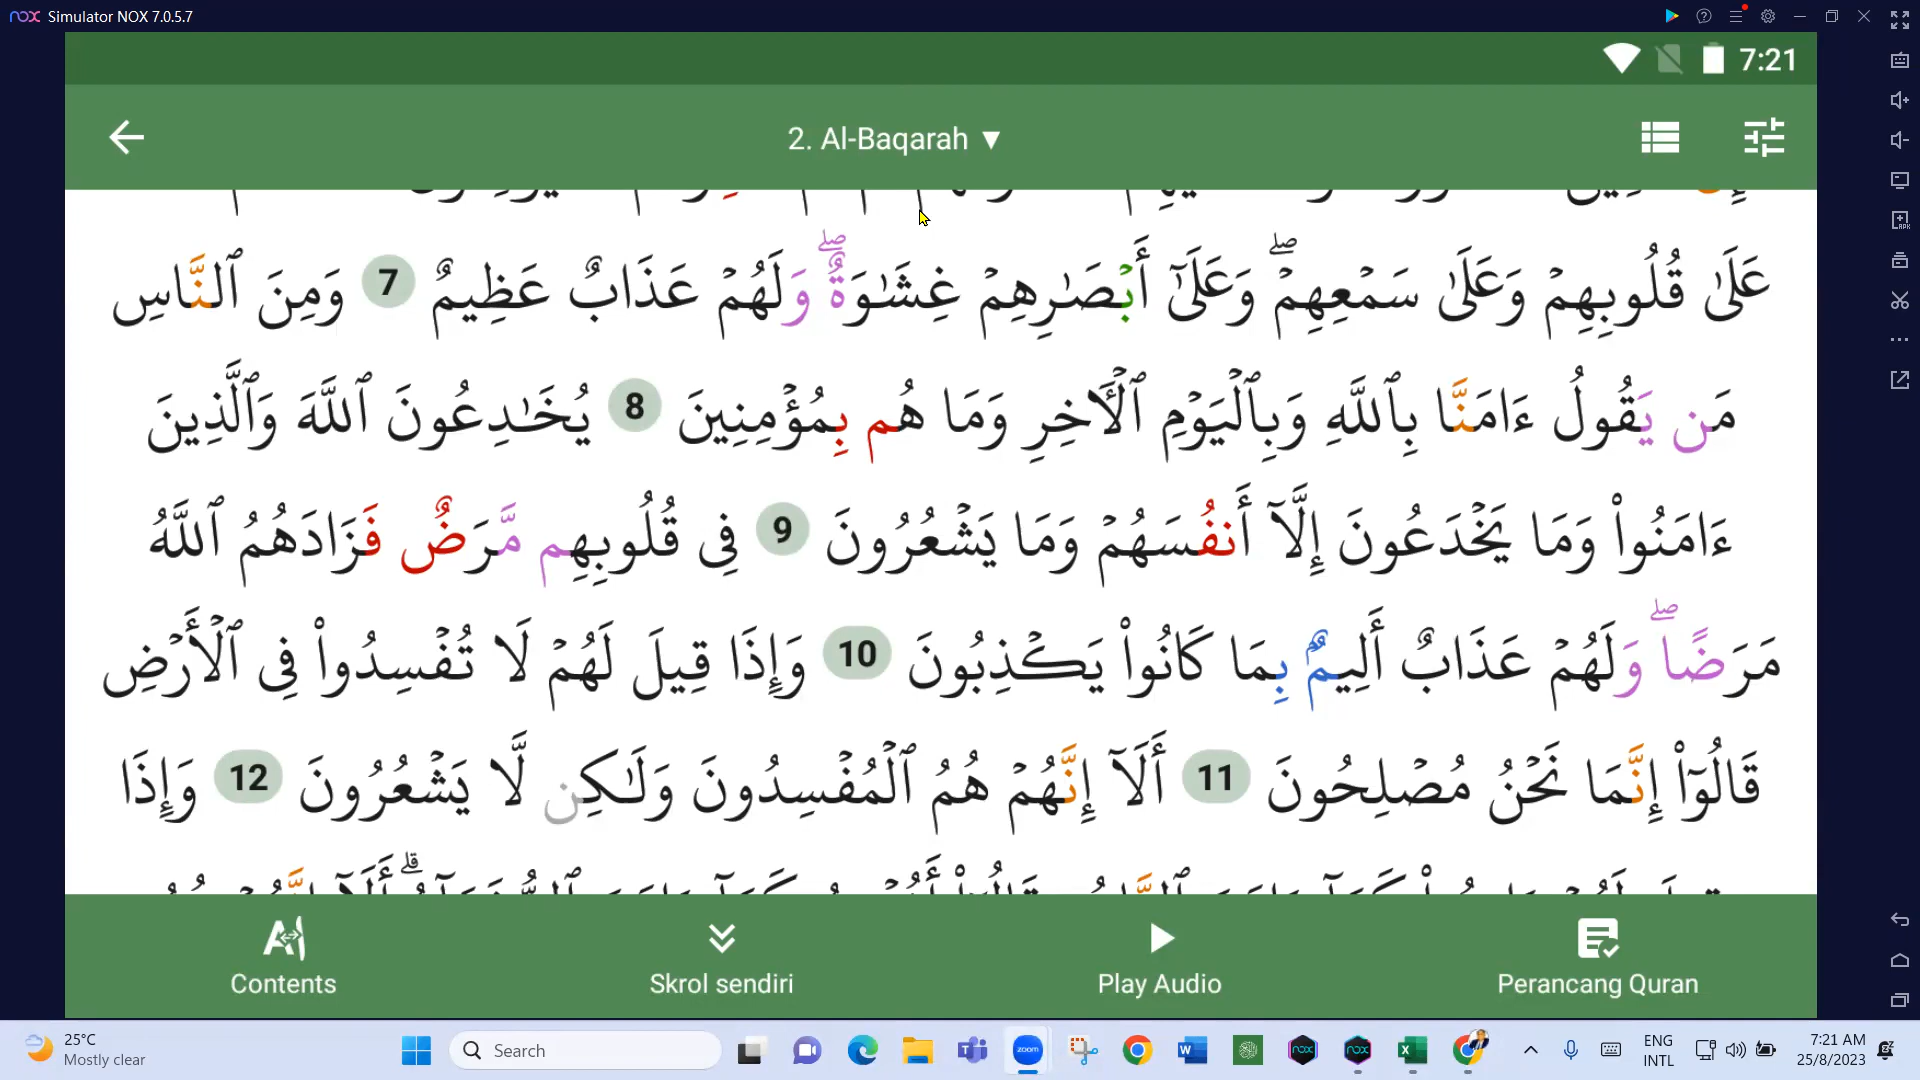 nox Simulator NOX 7.0.5.7
7:21
2. Al-Baqarah ▼
عَلَىٰ قُلُوبِهِمْ وَعَلَىٰ سَمْعِهِمْ ۖ وَعَلَىٰٓ أَبْصَـٰرِهِمْ غِشَـٰوَةٌ ۖ وَلَهُمْ عَذَابٌ عَظِيمٌ 7 وَمِنَ ٱلنَّاسِ
مَن يَقُولُ ءَامَنَّا بِٱللَّهِ وَبِٱلْيَوْمِ ٱلْـَٔاخِرِ وَمَا هُم بِمُؤْمِنِينَ 8 يُخَـٰدِعُونَ ٱللَّهَ وَٱلَّذِينَ
ءَامَنُوا۟ وَمَا يَخْدَعُونَ إِلَّآ أَنفُسَهُمْ وَمَا يَشْعُرُونَ 9 فِى قُلُوبِهِم مَّرَضٌ فَزَادَهُمُ ٱللَّهُ
مَرَضًا ۖ وَلَهُمْ عَذَابٌ أَلِيمٌۢ بِمَا كَانُوا۟ يَكْذِبُونَ 10 وَإِذَا قِيلَ لَهُمْ لَا تُفْسِدُوا۟ فِى ٱلْأَرْضِ
قَالُوٓا۟ إِنَّمَا نَحْنُ مُصْلِحُونَ 11 أَلَآ إِنَّهُمْ هُمُ ٱلْمُفْسِدُونَ وَلَـٰكِن لَّا يَشْعُرُونَ 12 وَإِذَا
Contents
Skrol sendiri
Play Audio
Perancang Quran
25°C
Mostly clear
Search
zoom
ENG
INTL
7:21 AM
25/8/2023